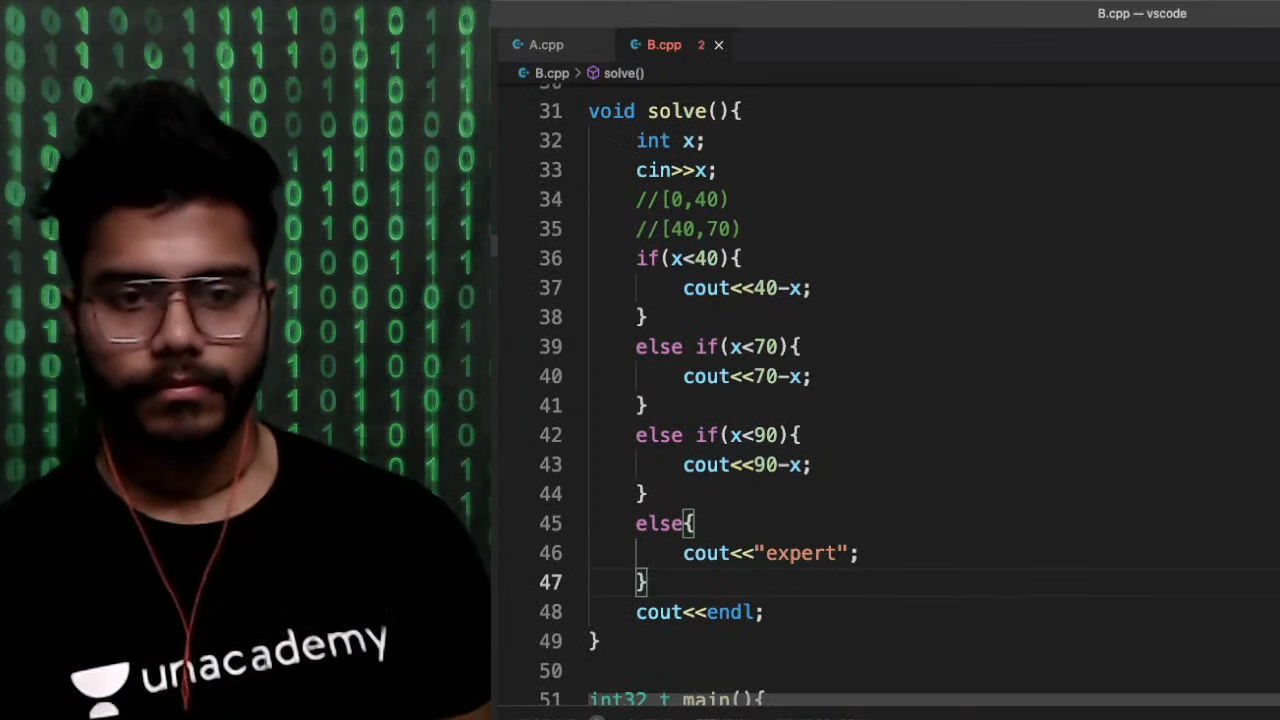 B.cpp — vscode
A.cpp
B.cpp 2
B.cpp > solve()
31 void solve(){
32 int x;
33 cin>>x;
34 //[0,40)
35 //[40,70)
36 if(x<40){
37 cout<<40-x;
38 }
39 else if(x<70){
40 cout<<70-x;
41 }
42 else if(x<90){
43 cout<<90-x;
44 }
45 else{
46 cout<<"expert";
47 }
48 cout<<endl;
49 }
50
51 int32_t main(){
unacademy